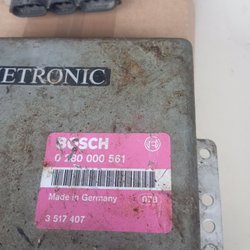 ETRONIC
BOSCH
0 280 000 561
Made in Germany
3 517 407